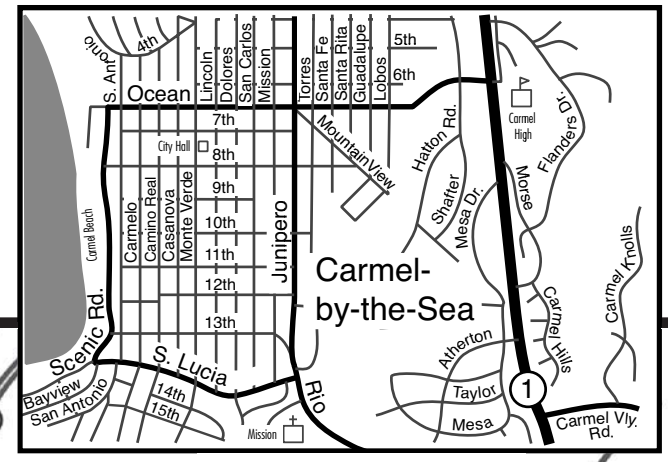 S. Antonio
4th
S. Ant
Lincoln
Dolores
San Carlos
Mission
Torres
Santa Fe
Santa Rita
Guadalupe
Lobos
5th
6th
Ocean
7th
City Hall
8th
Mountain View
Hatton Rd.
Carmel
High
Flanders Dr.
9th
10th
11th
12th
13th
Carmel Beach
Carmelo
Camino Real
Casanova
Monte Verde
Junipero
Shafter
Mesa Dr.
Morse
Carmel-
by-the-Sea
Carmel Knolls
Carmel Hills
Scenic Rd.
S. Lucia
Atherton
Taylor
Mesa
1
Bayview
San Antonio
14th
15th
Mission
Rio
Carmel Vly.
Rd.